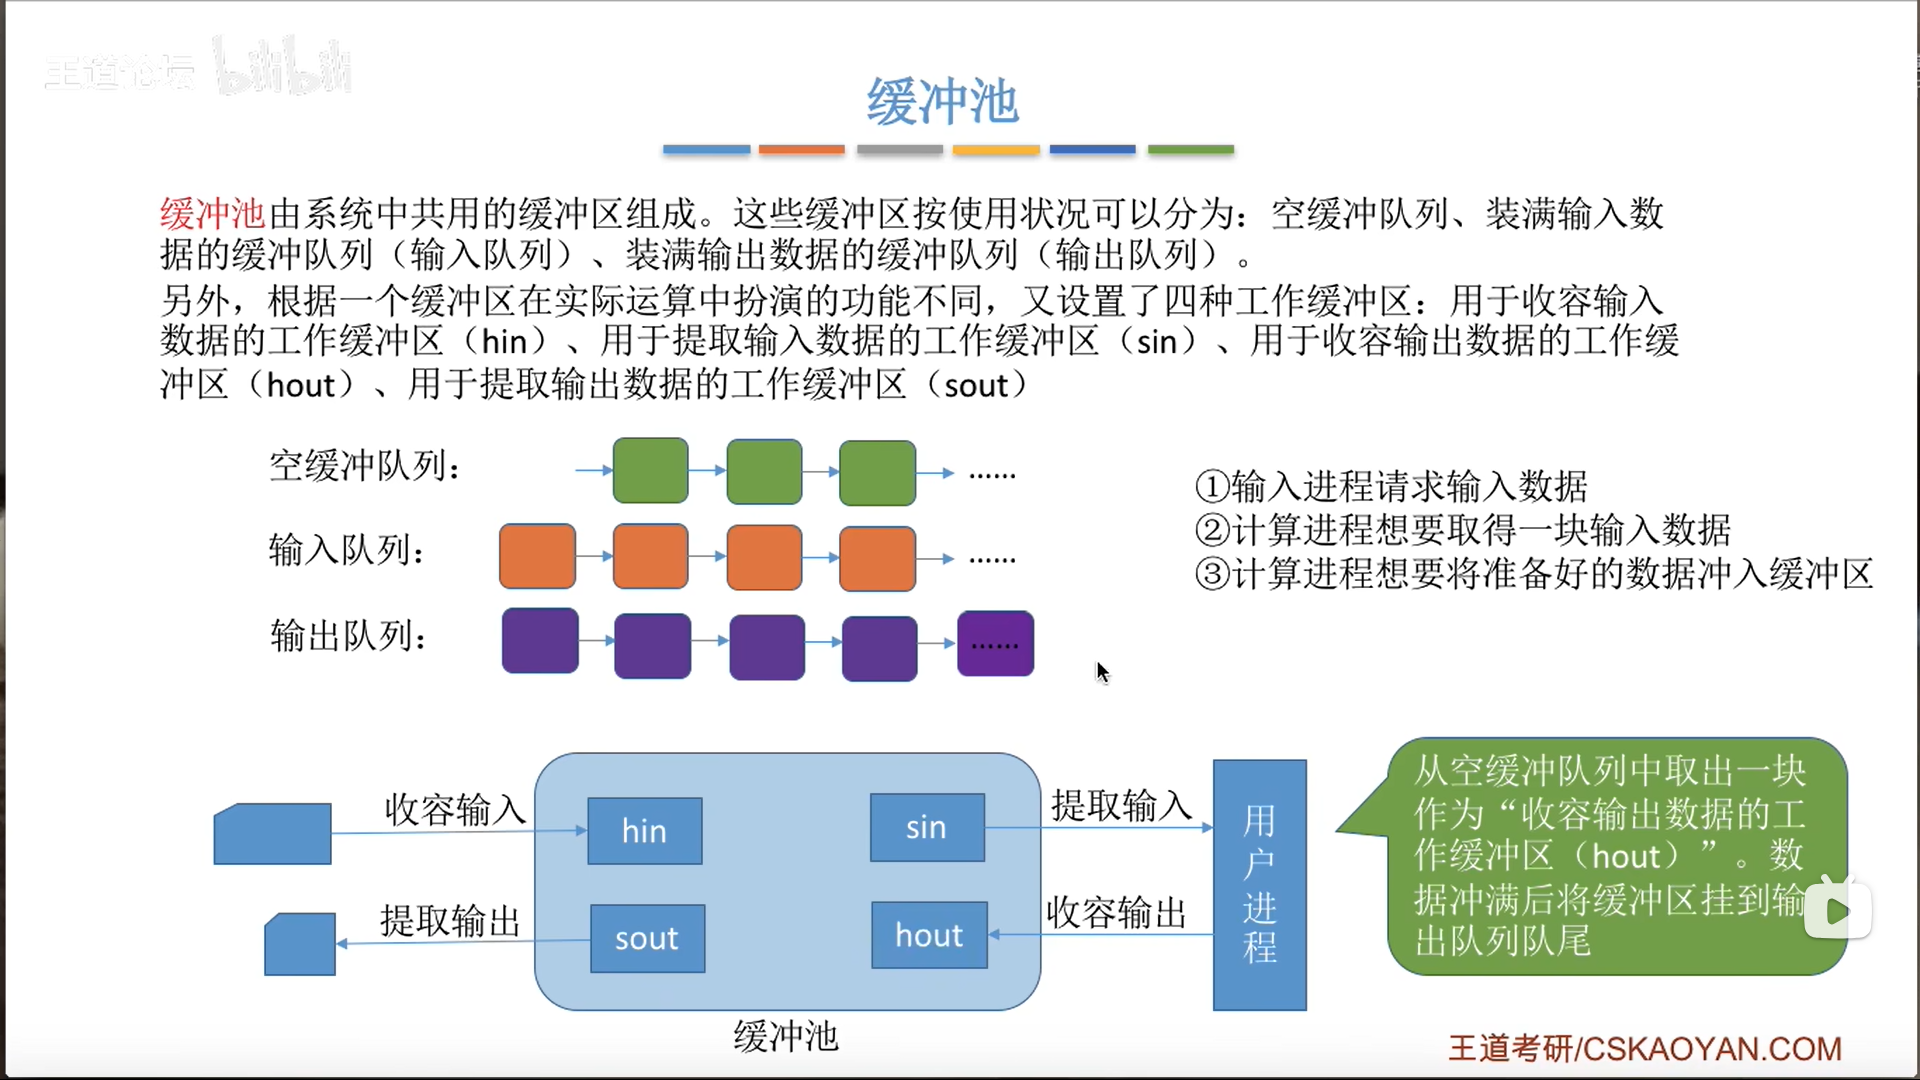 王道论坛 bilibili
缓冲池
缓冲池由系统中共用的缓冲区组成。这些缓冲区按使用状况可以分为：空缓冲队列、装满输入数
据的缓冲队列（输入队列）、装满输出数据的缓冲队列（输出队列）。
另外，根据一个缓冲区在实际运算中扮演的功能不同，又设置了四种工作缓冲区：用于收容输入
数据的工作缓冲区（hin）、用于提取输入数据的工作缓冲区（sin）、用于收容输出数据的工作缓
冲区（hout）、用于提取输出数据的工作缓冲区（sout）
空缓冲队列：
......
输入队列：
......
输出队列：
......
①输入进程请求输入数据
②计算进程想要取得一块输入数据
③计算进程想要将准备好的数据冲入缓冲区
收容输入
hin
sin
提取输入
提取输出
sout
hout
收容输出
用
户
进
程
缓冲池
从空缓冲队列中取出一块
作为“收容输出数据的工
作缓冲区（hout）”。数
据冲满后将缓冲区挂到输
出队列队尾
王道考研/CSKAOYAN.COM